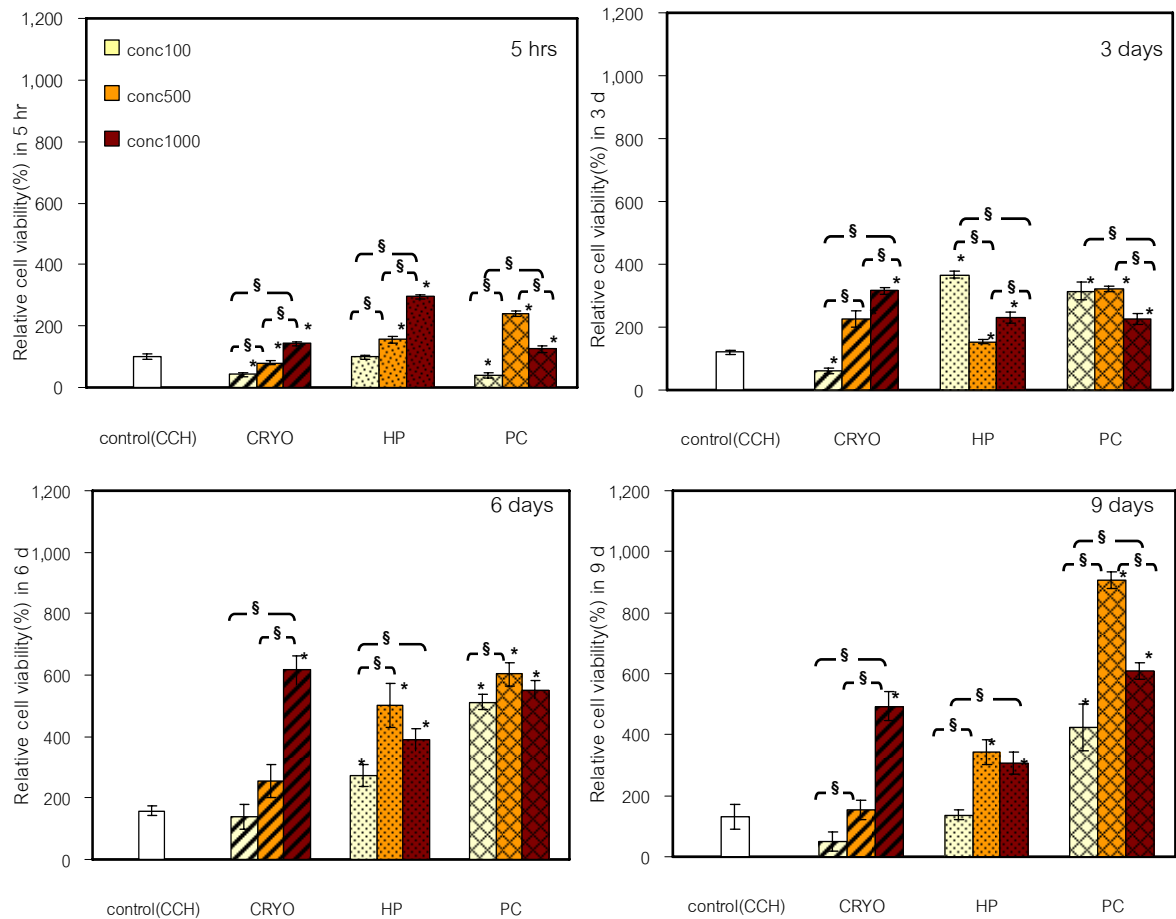 1,200
1,000
800
600
400
200
0
Relative cell viability(%) in 5 hr
5 hrs
conc100
conc500
conc1000
§ § §
* * *
§ § §
* *
§ § §
* * *
control(CCH) CRYO HP PC
1,200
1,000
800
600
400
200
0
Relative cell viability(%) in 3 d
3 days
§ § §
* *
§ § §
* * *
§ §
* * *
control(CCH) CRYO HP PC
1,200
1,000
800
600
400
200
0
Relative cell viability(%) in 6 d
6 days
§ §
*
§ §
* * *
§
* * *
control(CCH) CRYO HP PC
1,200
1,000
800
600
400
200
0
Relative cell viability(%) in 9 d
9 days
§ § §
*
§ §
* *
§ § §
* * *
control(CCH) CRYO HP PC